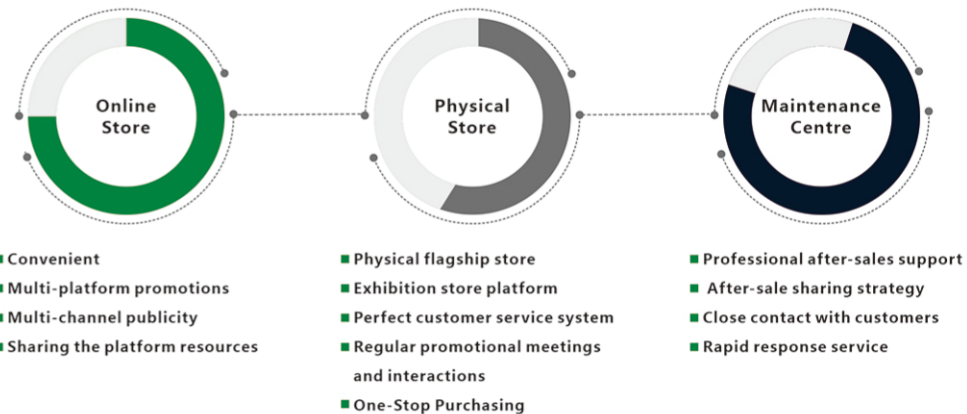 Online
Store
Physical
Store
Maintenance
Centre
Convenient
Multi-platform promotions
Multi-channel publicity
Sharing the platform resources
Physical flagship store
Exhibition store platform
Perfect customer service system
Regular promotional meetings
and interactions
One-Stop Purchasing
Professional after-sales support
After-sale sharing strategy
Close contact with customers
Rapid response service